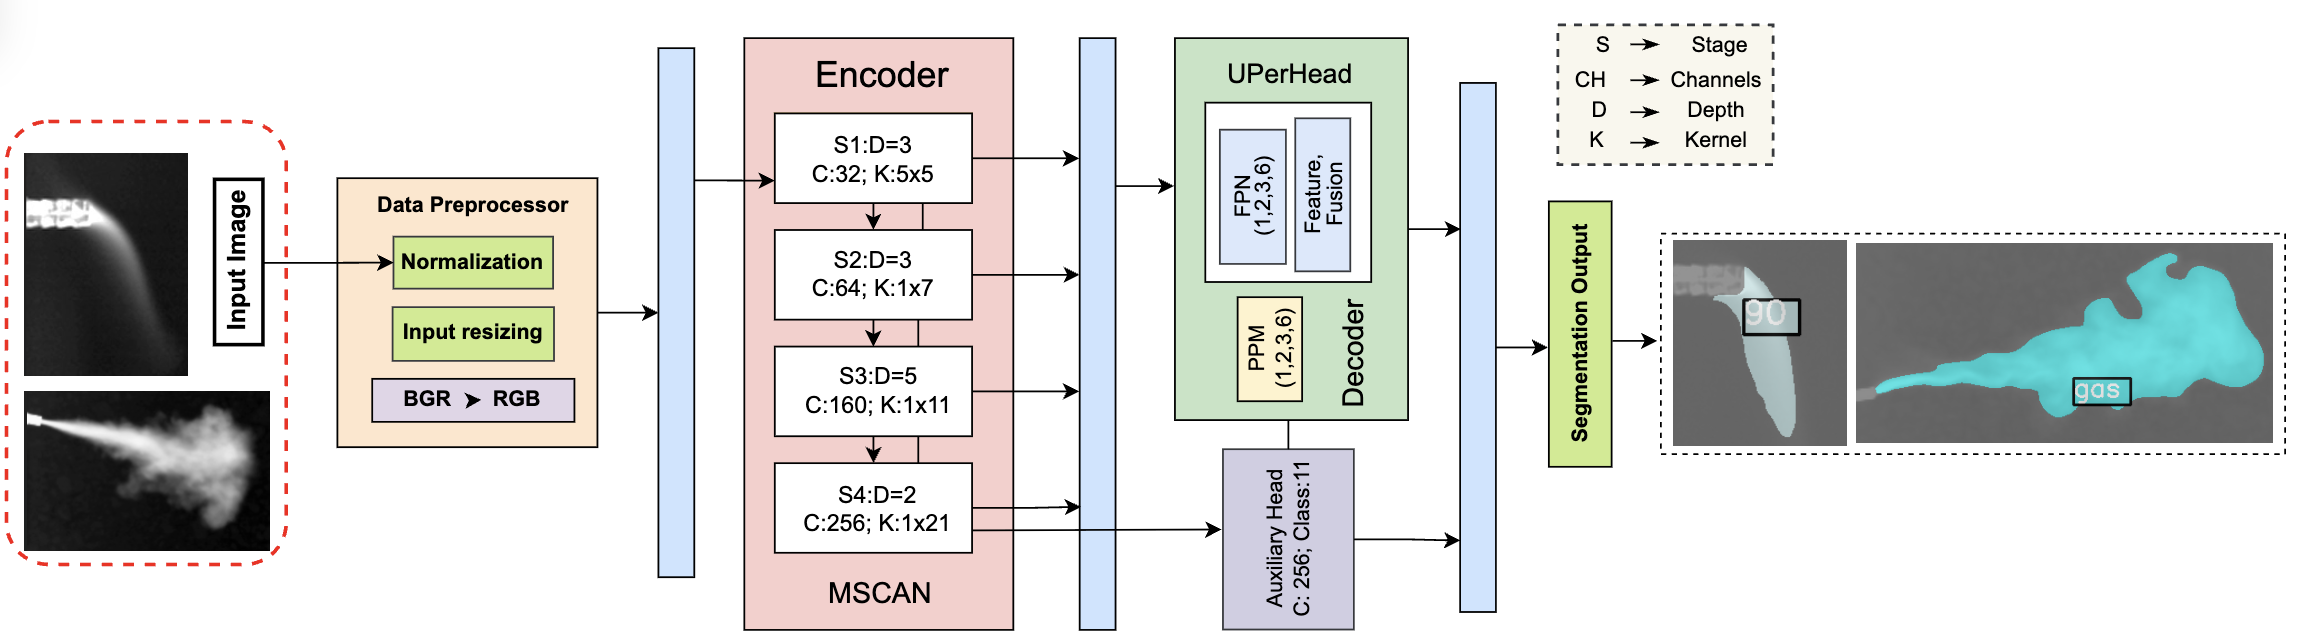 Input Image
Data Preprocessor
Normalization
Input resizing
BGR ➤ RGB
Encoder
S1:D=3
C:32; K:5x5
S2:D=3
C:64; K:1x7
S3:D=5
C:160; K:1x11
S4:D=2
C:256; K:1x21
MSCAN
UPerHead
FPN
(1,2,3,6)
Feature,
Fusion
PPM
(1,2,3,6)
Decoder
Auxiliary Head
C: 256; Class:11
S → Stage
CH → Channels
D → Depth
K → Kernel
Segmentation Output
90
gas